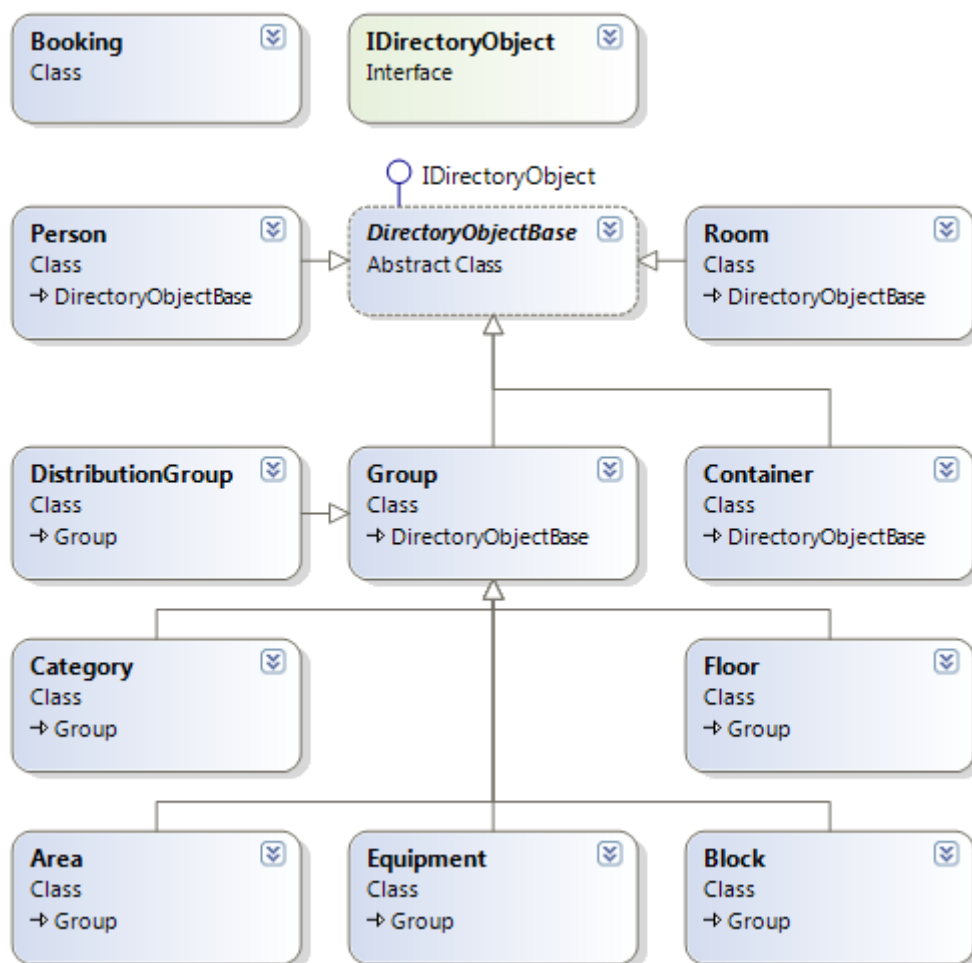 Booking
Class
IDirectoryObject
Interface
IDirectoryObject
Person
Class
DirectoryObjectBase
DirectoryObjectBase
Abstract Class
Room
Class
DirectoryObjectBase
DistributionGroup
Class
Group
Group
Class
DirectoryObjectBase
Container
Class
DirectoryObjectBase
Category
Class
Group
Floor
Class
Group
Area
Class
Group
Equipment
Class
Group
Block
Class
Group